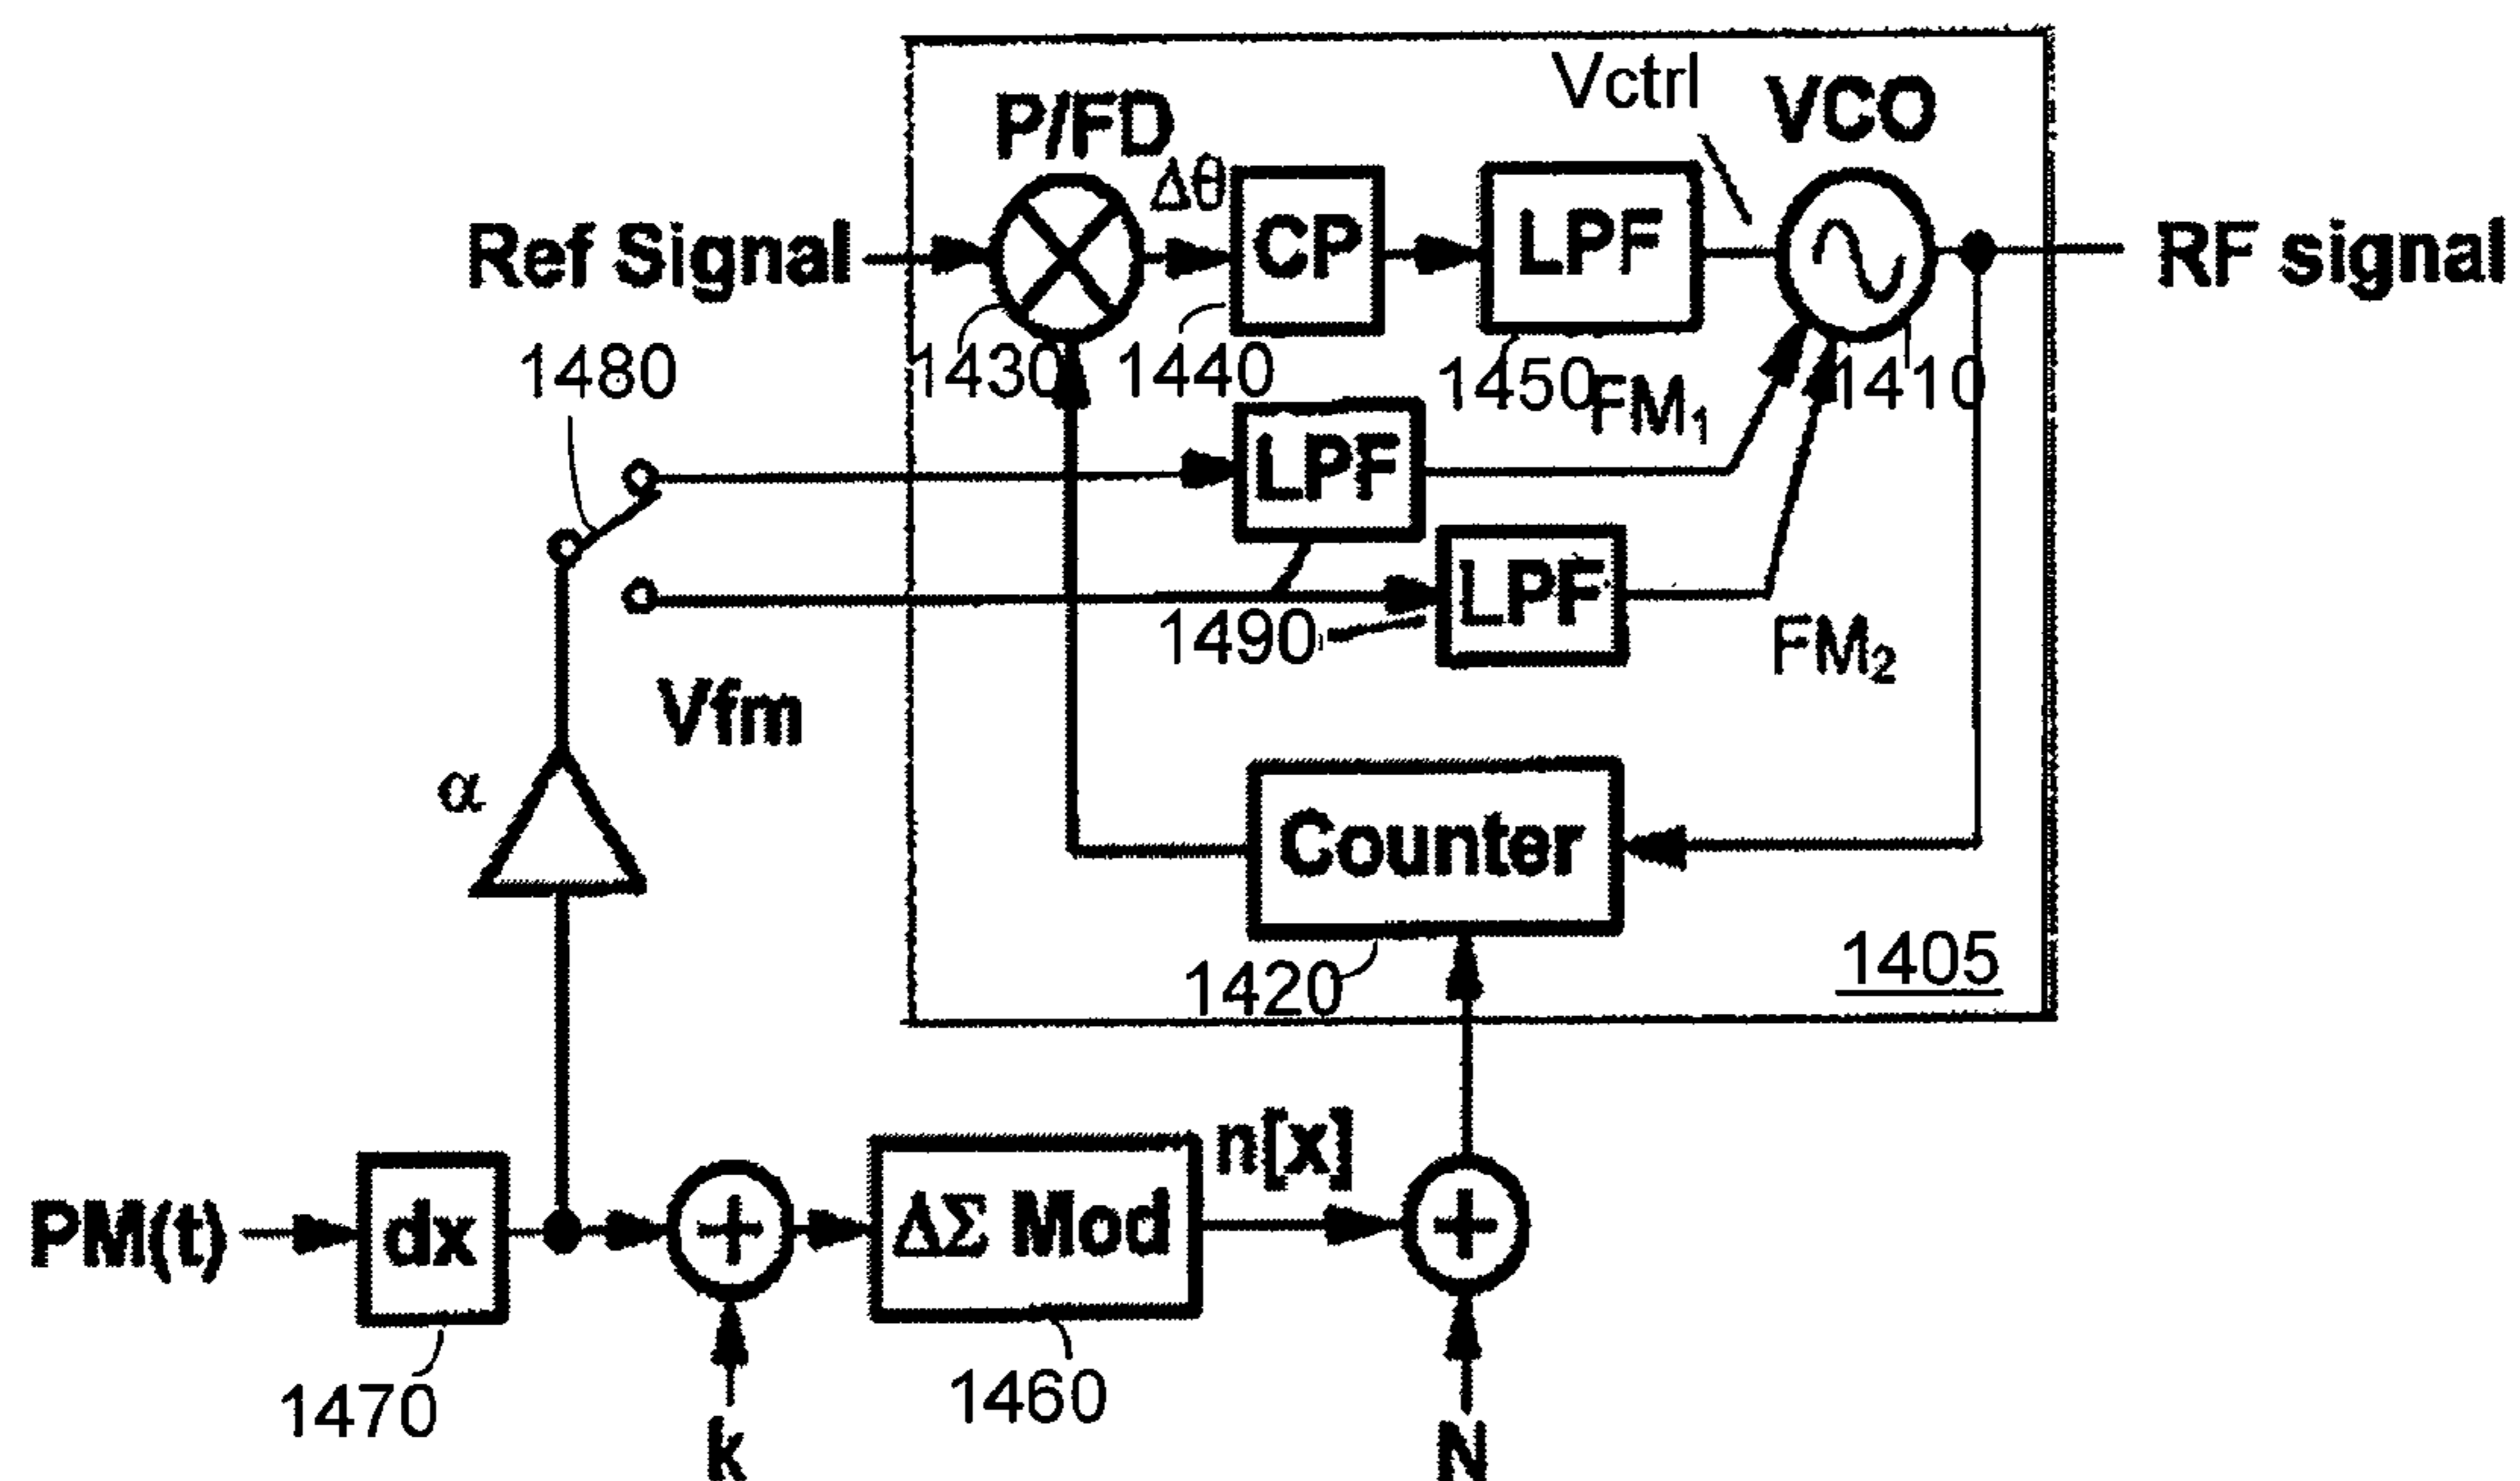 Vctrl
P/FD
VCO
Δθ
Ref Signal
CP
LPF
RF signal
1480
1430
1440
1450
FM1
1410
LPF
LPF
1490
Vfm
FM2
α
Counter
1420
1405
n[x]
PM(t)
dx
+
ΔΣ Mod
+
1470
1460
k
N